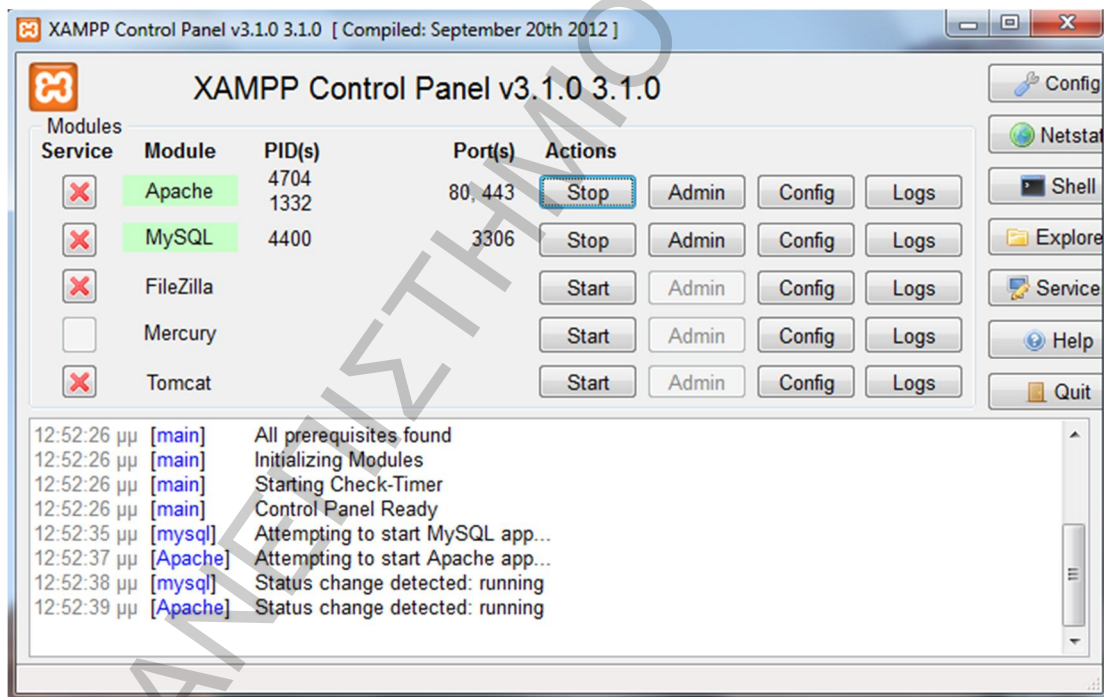 XAMPP Control Panel v3.1.0 3.1.0 [ Compiled: September 20th 2012 ]
XAMPP Control Panel v3.1.0 3.1.0
Config
Modules
Service Module PID(s) Port(s) Actions
Netstat
Apache 4704 1332 80, 443 Stop Admin Config Logs
Shell
MySQL 4400 3306 Stop Admin Config Logs
Explore
FileZilla Start Admin Config Logs
Service
Mercury Start Admin Config Logs
Help
Tomcat Start Admin Config Logs
Quit
12:52:26 μμ [main] All prerequisites found
12:52:26 μμ [main] Initializing Modules
12:52:26 μμ [main] Starting Check-Timer
12:52:26 μμ [main] Control Panel Ready
12:52:35 μμ [mysql] Attempting to start MySQL app...
12:52:37 μμ [Apache] Attempting to start Apache app...
12:52:38 μμ [mysql] Status change detected: running
12:52:39 μμ [Apache] Status change detected: running
ΑΝΕΠΙΣΤΗΜΙΟ